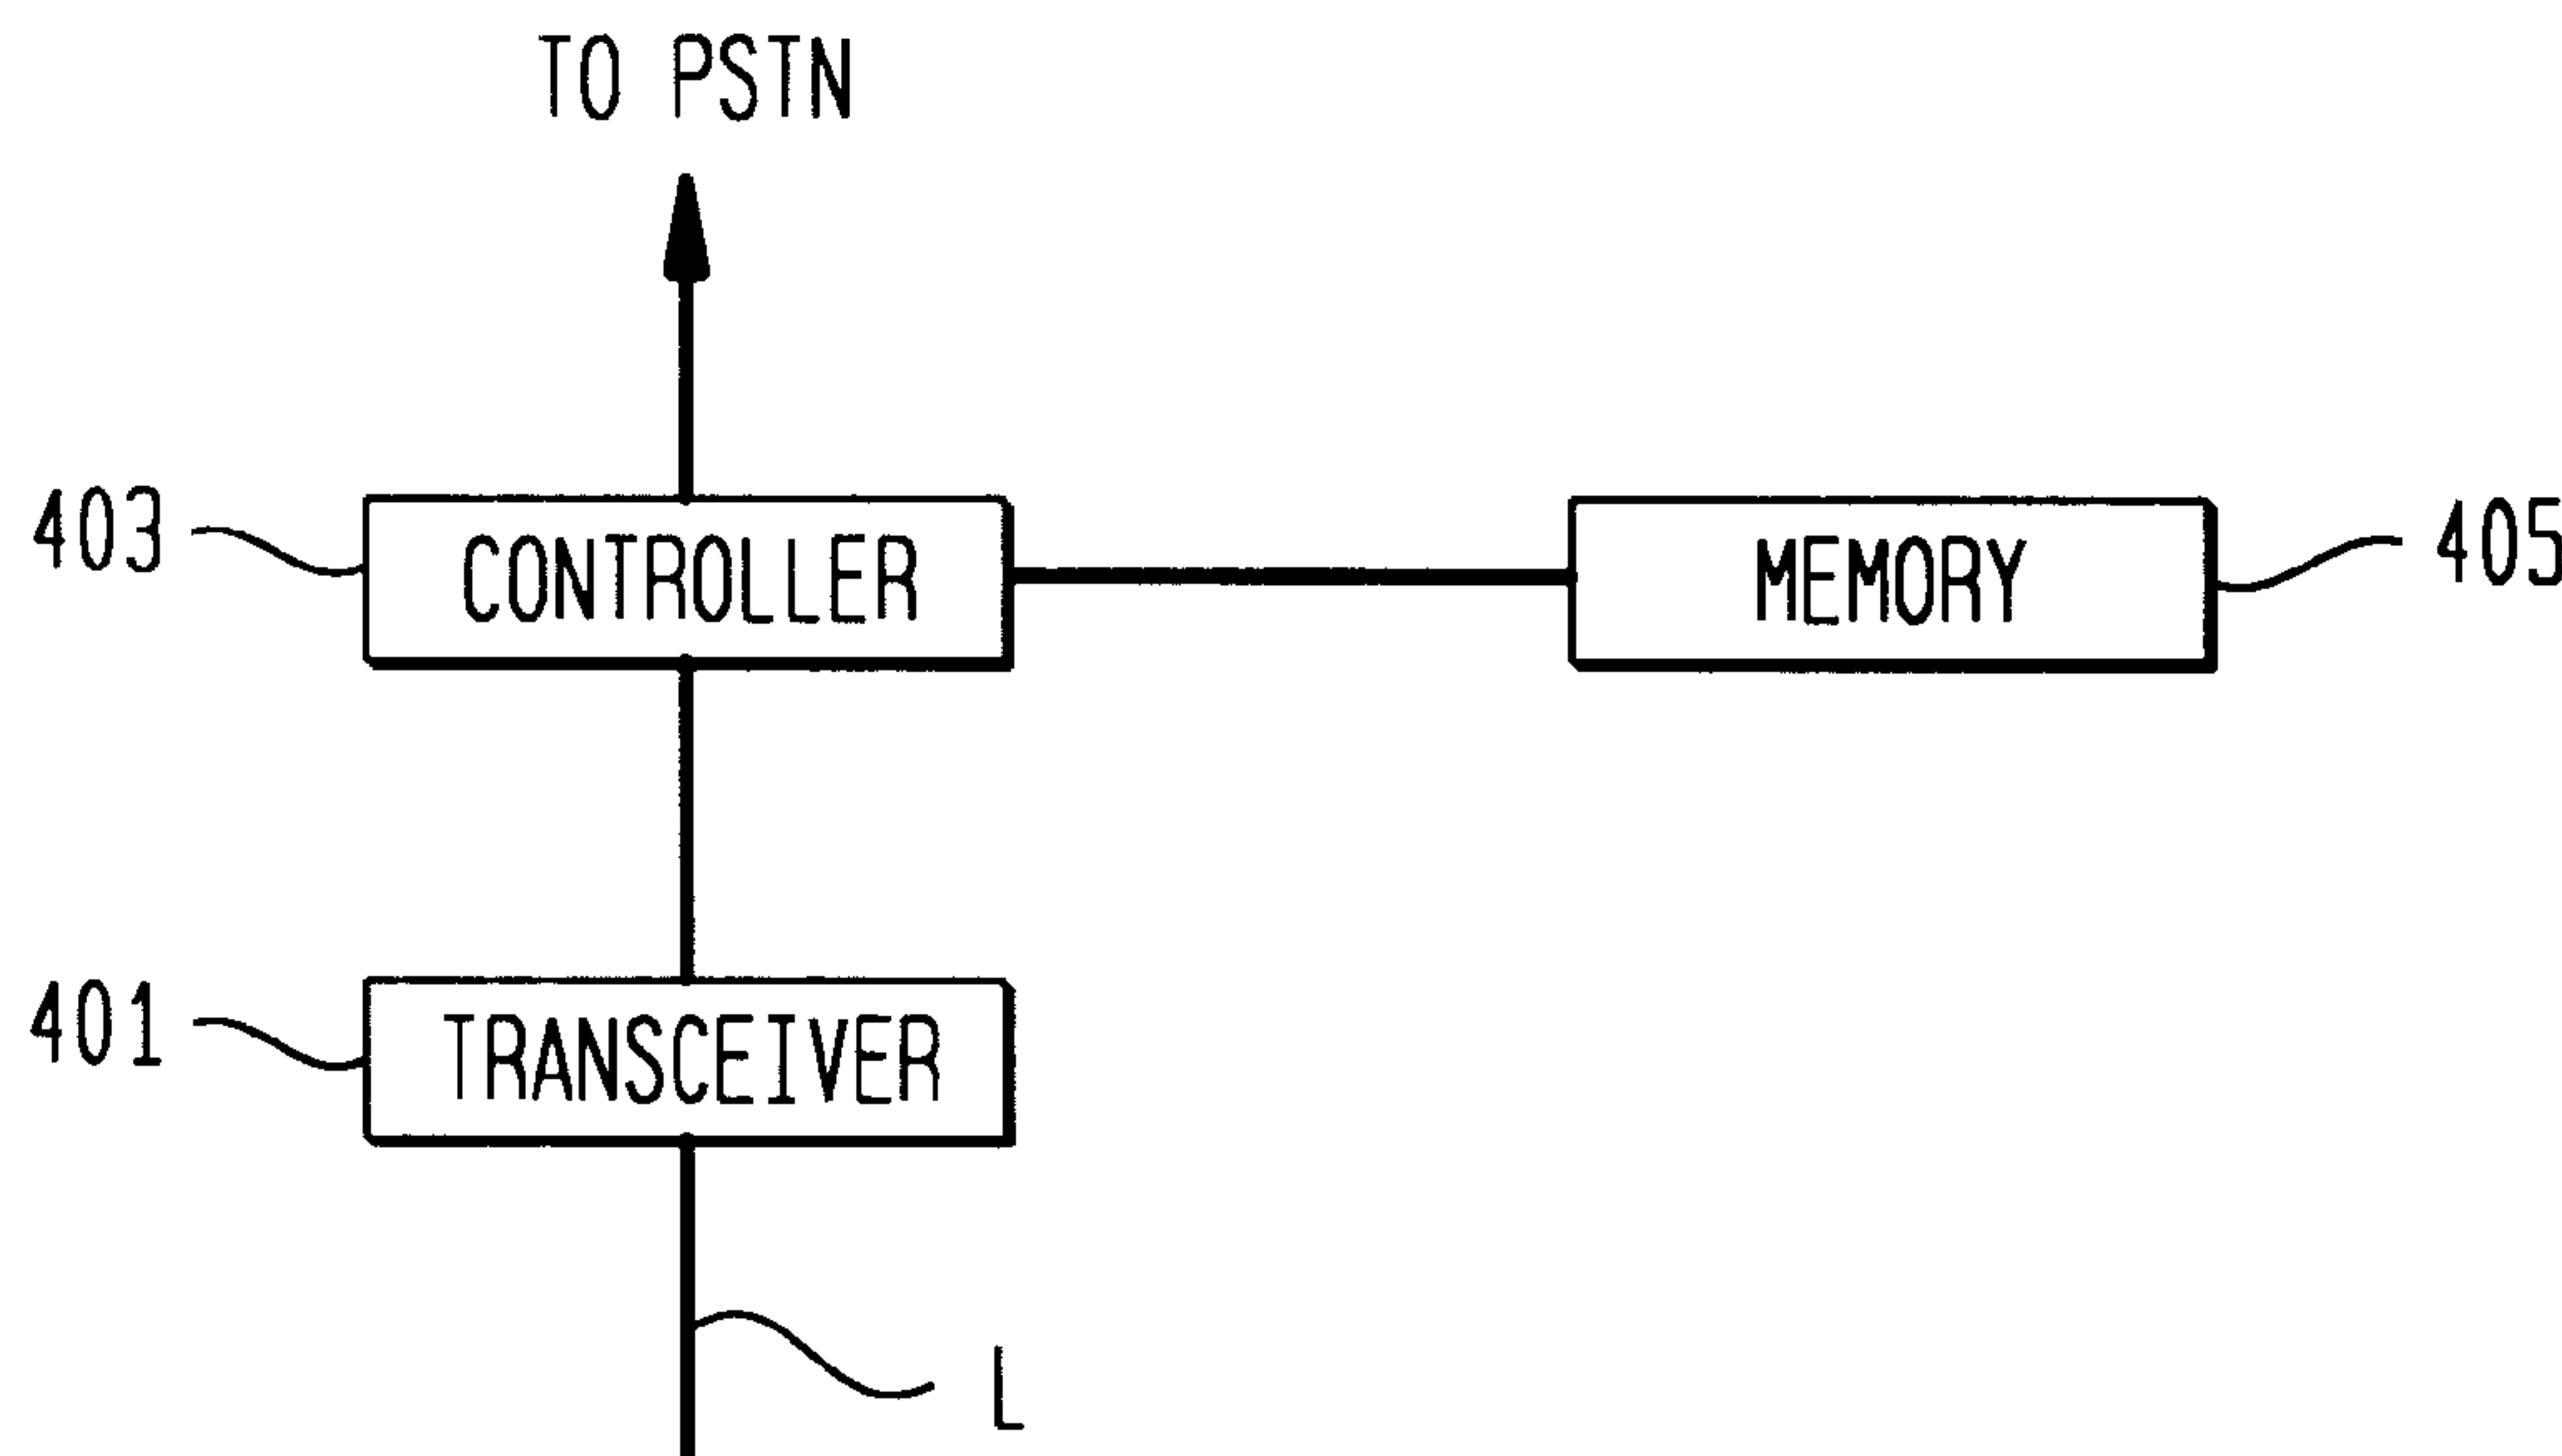 TO PSTN
403
CONTROLLER
MEMORY
405
401
TRANSCEIVER
L